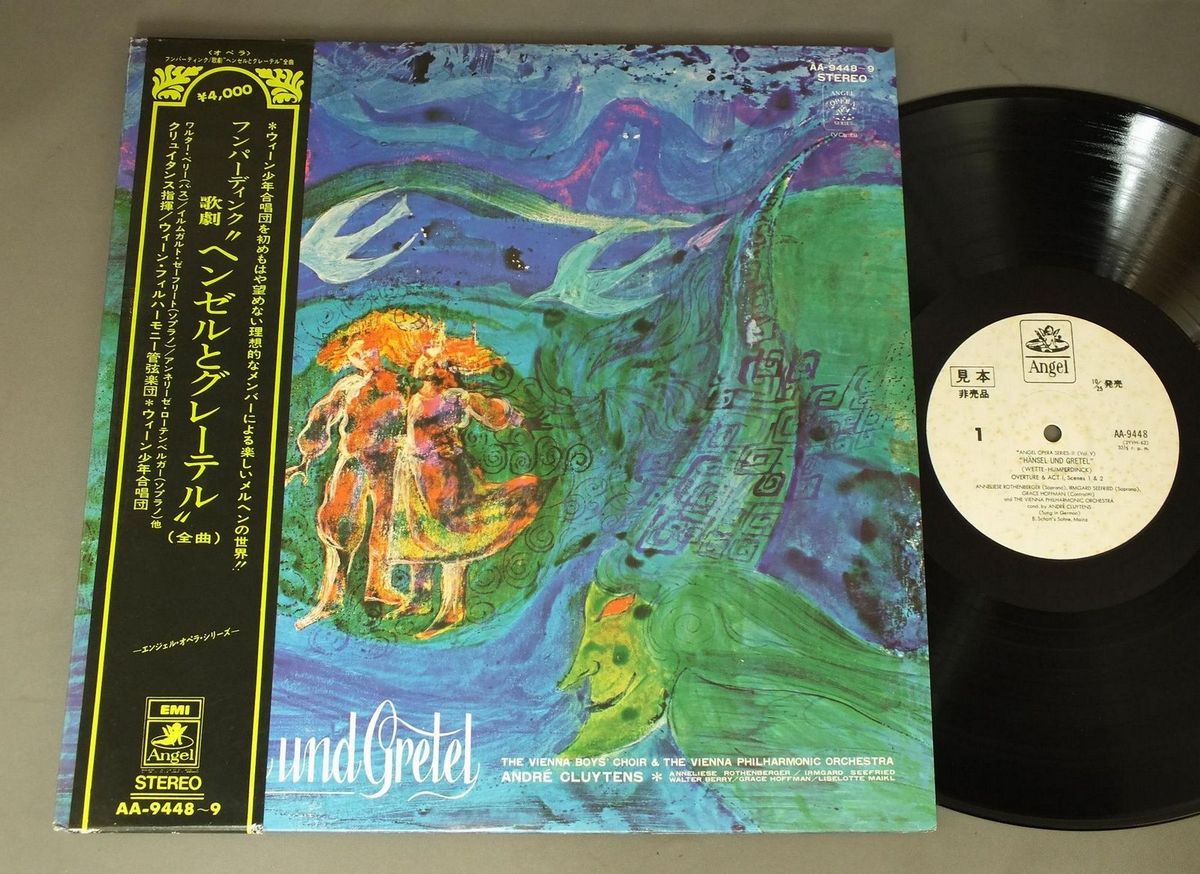 〈オペラ〉
フンパーディンク/歌劇"ヘンゼルとグレーテル"全曲
¥4,000
*ウィーン少年合唱団を初めもはや望めない理想的なメンバーによる楽しいメルヘンの世界!!
フンパーディンク
歌劇
"ヘンゼルとグレーテル"
(全曲)
ワルター・ベリー(バス)/イルムガルト・ゼーフリート(ソプラノ)/アンネリーゼ・ローテンベルガー(ソプラノ)他
クリュイタンス指揮/ウィーン・フィルハーモニー管弦楽団*ウィーン少年合唱団
—エンジェル・オペラ・シリーズ—
EMI
Angel
STEREO
AA-9448~9
AA-9448~9
STEREO
ANGEL
OPERA
SERIES
und Gretel
THE VIENNA BOYS' CHOIR & THE VIENNA PHILHARMONIC ORCHESTRA
ANDRÉ CLUYTENS * ANNELIESE ROTHENBERGER / IRMGARD SEEFRIED
WALTER BERRY/GRACE HOFFMAN/LISELOTTE MAIKL
Angel
見本
非売品
10/25 発売
1
AA-9448
(2YVH-62)
33⅓ r. p. m.
"ANGEL OPERA SERIES-II (Vol. V)
"HÄNSEL UND GRETEL"
(WETTE-HUMPERDINCK)
OVERTURE & ACT I, Scenes 1 & 2
ANNELIESE ROTHENBERGER (Soprano), IRMGARD SEEFRIED (Soprano),
GRACE HOFFMAN (Contralt)
and THE VIENNA PHILHARMONIC ORCHESTRA
cond. by ANDRÉ CLUYTENS
(Sung in German)
B. Schott's Sohne, Mainz